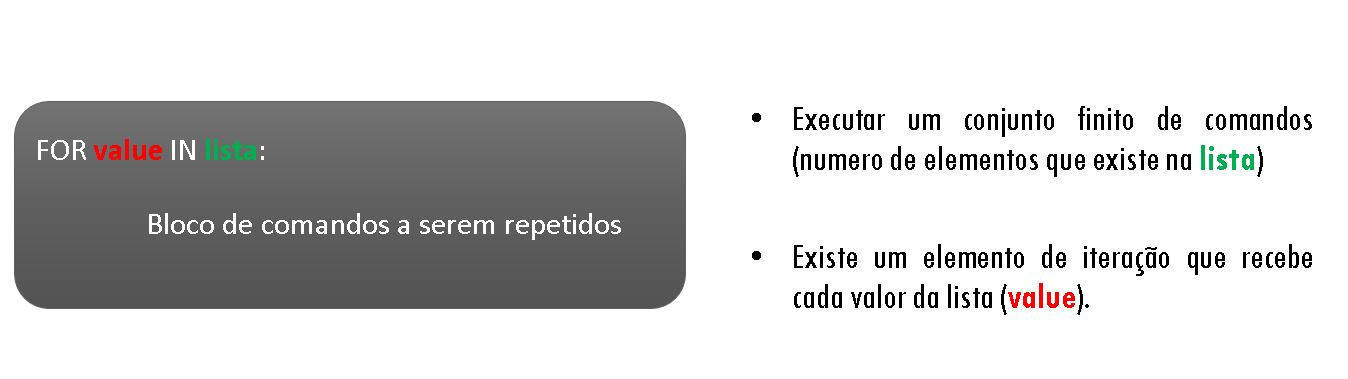 FOR value IN lista:
Bloco de comandos a serem repetidos
• Executar um conjunto finito de comandos
(numero de elementos que existe na lista)
• Existe um elemento de iteração que recebe
cada valor da lista (value).